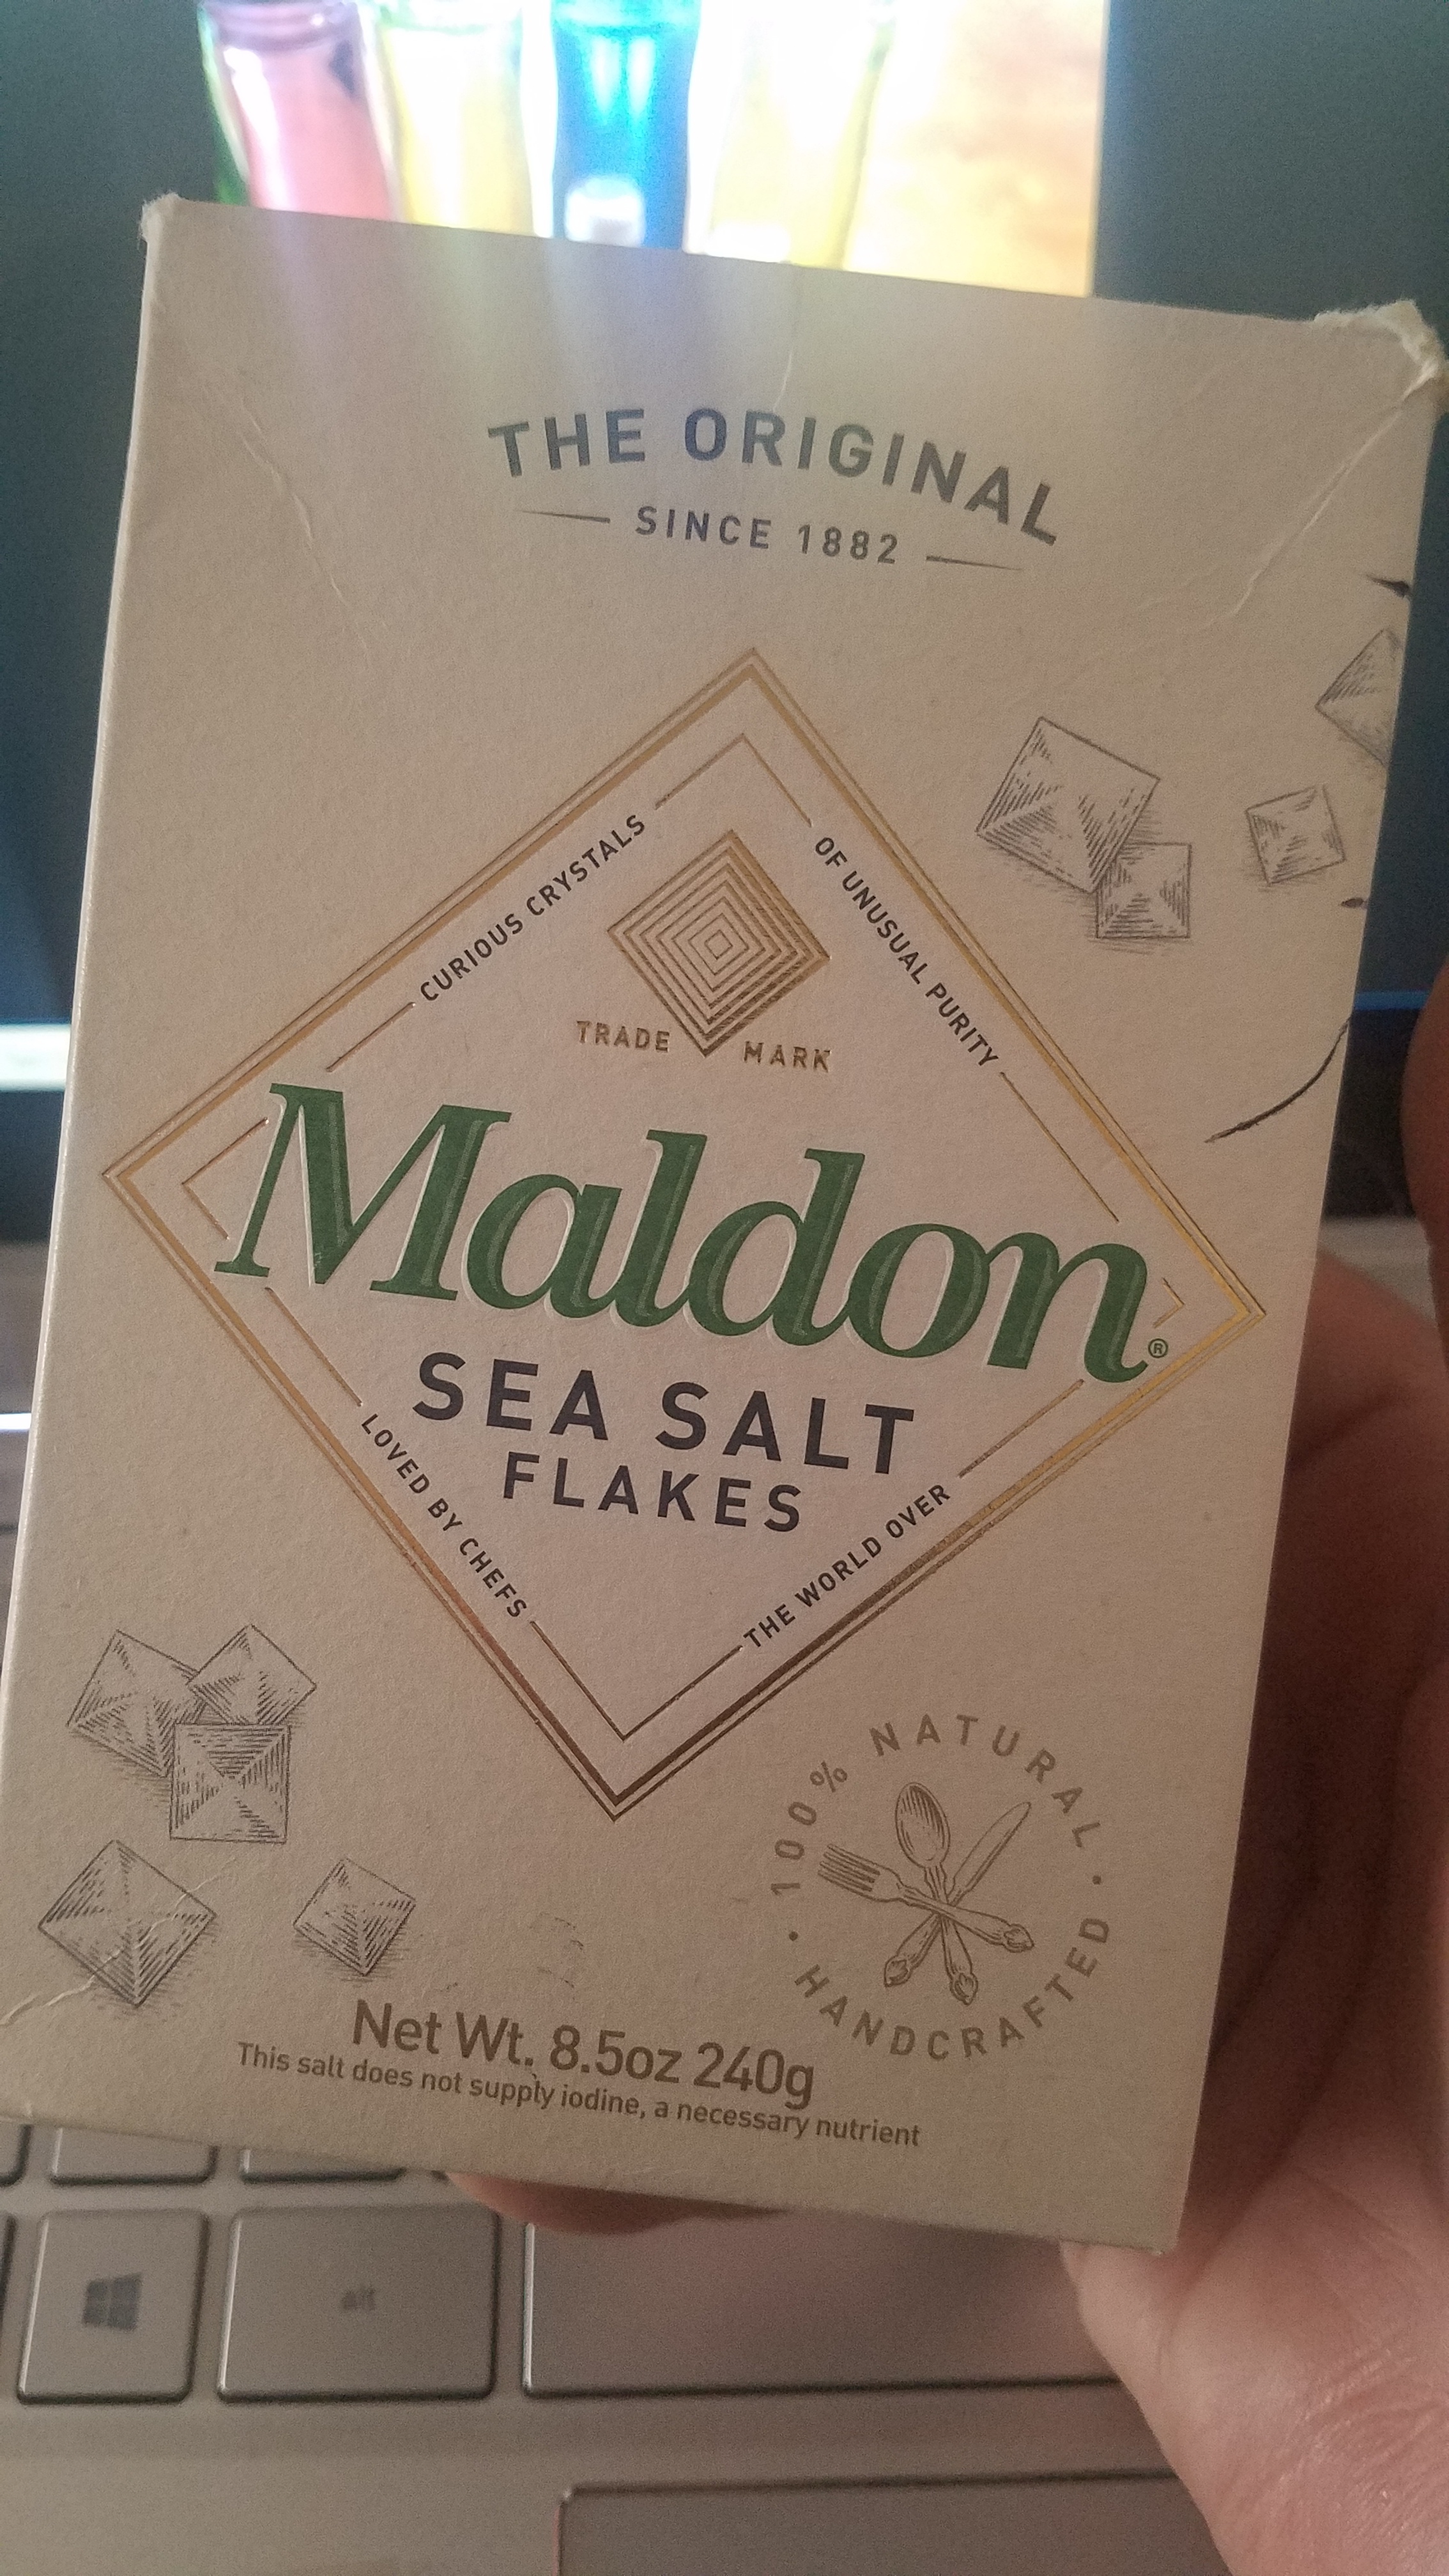 THE ORIGINAL
SINCE 1882
CURIOUS CRYSTALS
OF UNUSUAL PURITY
TRADE MARK
Maldon®
SEA SALT
FLAKES
LOVED BY CHEFS
THE WORLD OVER
· 100% NATURAL ·
HANDCRAFTED
Net Wt. 8.5oz 240g
This salt does not supply iodine, a necessary nutrient
alt